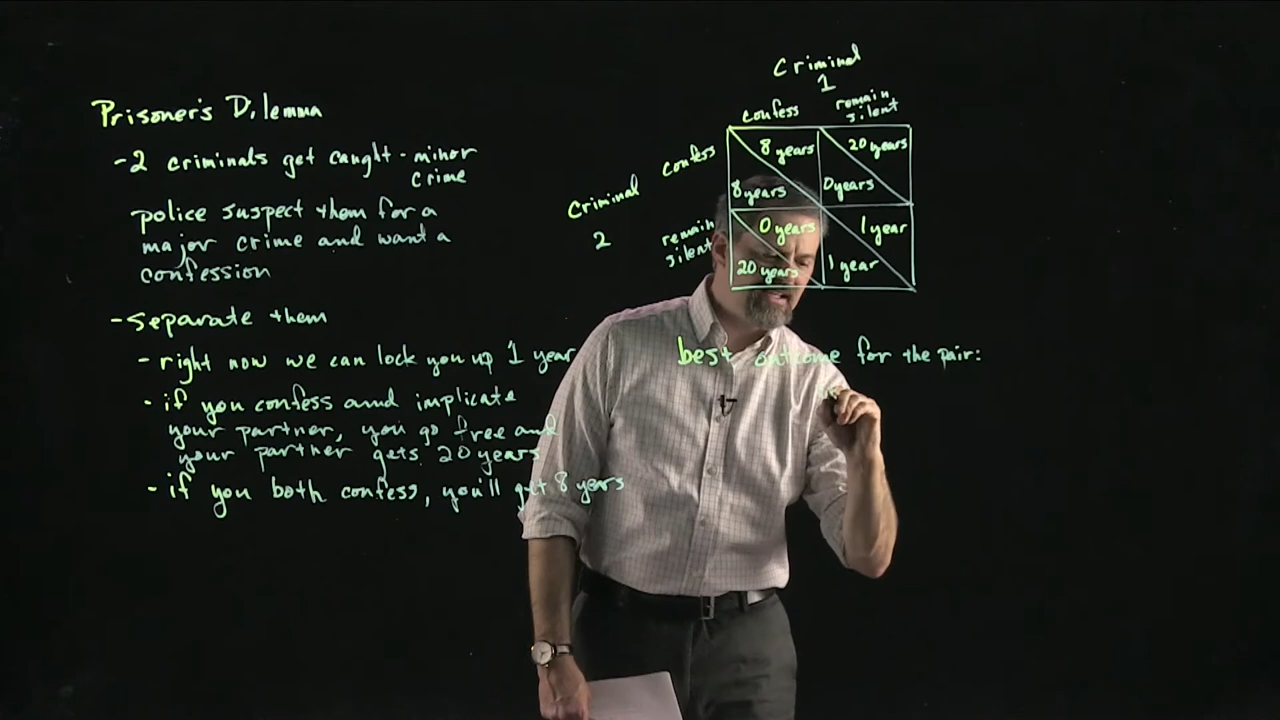 Prisoner's Dilemma
- 2 criminals get caught - minor
crime
police suspect them for a
major crime and want a
confession
- Separate them
- right now we can lock you up 1 year
- if you confess and implicate
your partner, you go free and
your partner gets 20 years
- if you both confess, you'll get 8 years
Criminal
1
confess
remain
silent
Criminal
2
confess
8 years
20 years
8 years
0 years
remain
silent
0 years
1 year
20 years
1 year
best outcome for the pair: